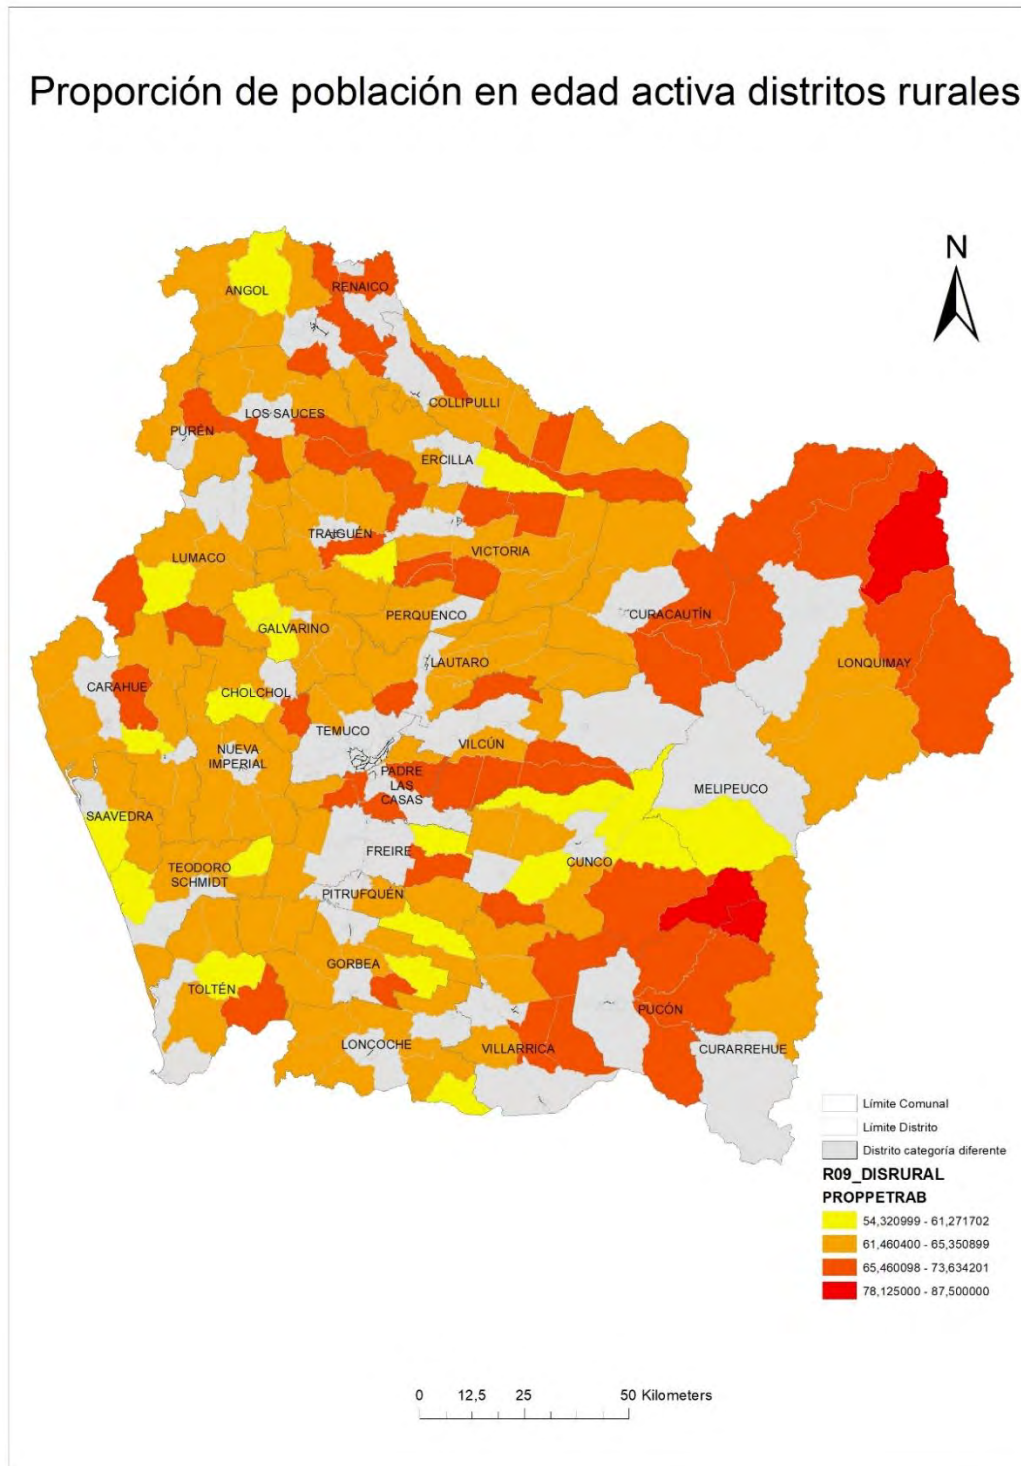 Proporción de población en edad activa distritos rurales
N
ANGOL
RENAICO
COLLIPULLI
LOS SAUCES
PURÉN
ERCILLA
TRAIGUÉN
VICTORIA
LUMACO
CURACAUTÍN
PERQUENCO
GALVARINO
LAUTARO
LONQUIMAY
CARAHUE
CHOLCHOL
TEMUCO
VILCÚN
NUEVA
IMPERIAL
PADRE
LAS
CASAS
MELIPEUCO
SAAVEDRA
FREIRE
CUNCO
TEODORO
SCHMIDT
PITRUFQUÉN
GORBEA
TOLTÉN
PUCÓN
LONCOCHE
VILLARRICA
CURARREHUE
Límite Comunal
Límite Distrito
Distrito categoría diferente
R09_DISRURAL
PROPPETRAB
54,320999 - 61,271702
61,460400 - 65,350899
65,460098 - 73,634201
78,125000 - 87,500000
0 12,5 25 50 Kilometers